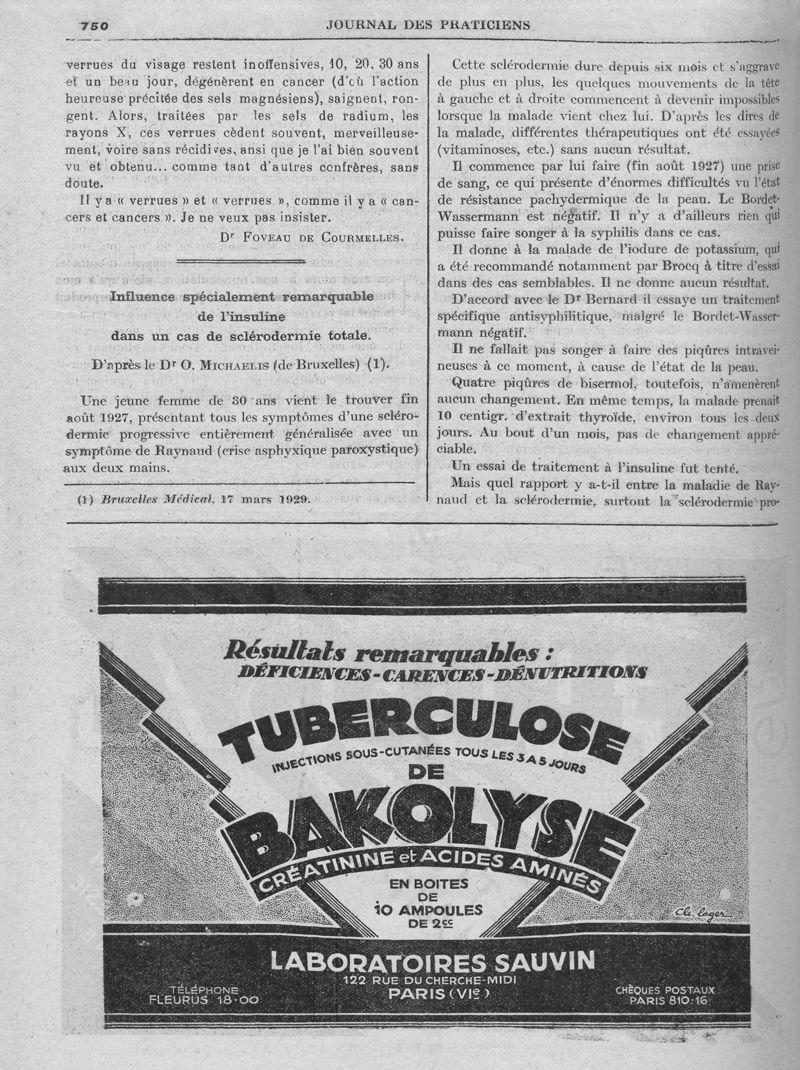 750
JOURNAL DES PRATICIENS
verrues du visage restent inoffensives, 10, 20, 30 ans
et un beau jour, dégénèrent en cancer (d'où l'action
heureuse précitée des sels magnésiens), saignent, ron-
gent. Alors, traitées par les sels de radium, les
rayons X, ces verrues cèdent souvent, merveilleuse-
ment, voire sans récidives, ansi que je l'ai bien souvent
vu et obtenu... comme tant d'autres confrères, sans
doute.
Il y a « verrues » et « verrues », comme il y a « can-
cers et cancers ». Je ne veux pas insister.
Dr FOVEAU DE COURMELLES.
Influence spécialement remarquable
de l'insuline
dans un cas de sclérodermie totale.
D'après le Dr O. MICHAELIS (de Bruxelles) (1).
Une jeune femme de 30 ans vient le trouver fin
août 1927, présentant tous les symptômes d'une scléro-
dermie progressive entièrement généralisée avec un
symptôme de Raynaud (crise asphyxique paroxystique)
aux deux mains.
(1) Bruxelles Médical, 17 mars 1929.
Cette sclérodermie dure depuis six mois et s'aggrave
de plus en plus, les quelques mouvements de la tête
à gauche et à droite commencent à devenir impossibles
lorsque la malade vient chez lui. D'après les dires de
la malade, différentes thérapeutiques ont été essayées
(vitaminoses, etc.) sans aucun résultat.
Il commence par lui faire (fin août 1927) une prise
de sang, ce qui présente d'énormes difficultés vu l'état
de résistance pachydermique de la peau. Le Bordet-
Wassermann est négatif. Il n'y a d'ailleurs rien qui
puisse faire songer à la syphilis dans ce cas.
Il donne à la malade de l'iodure de potassium, qui
a été recommandé notamment par Brocq à titre d'essai
dans des cas semblables. Il ne donne aucun résultat.
D'accord avec le Dr Bernard il essaye un traitement
spécifique antisyphilitique, malgré le Bordet-Wasser-
mann négatif.
Il ne fallait pas songer à faire des piqûres intravei-
neuses à ce moment, à cause de l'état de la peau.
Quatre piqûres de bisermol, toutefois, n'amenèrent
aucun changement. En même temps, la malade prenait
10 centigr. d'extrait thyroïde, environ tous les deux
jours. Au bout d'un mois, pas de changement appré-
ciable.
Un essai de traitement à l'insuline fut tenté.
Mais quel rapport y a-t-il entre la maladie de Ray-
naud et la sclérodermie, surtout la sclérodermie pro-
Résultats remarquables :
DÉFICIENCES-CARENCES-DÉNUTRITIONS
TUBERCULOSE
INJECTIONS SOUS-CUTANÉES TOUS LES 3 A 5 JOURS
DE
BAKOLYSE
CRÉATININE et ACIDES AMINÉS
EN BOITES
DE
10 AMPOULES
DE 2cc
Ch. Loger
LABORATOIRES SAUVIN
122 RUE DU CHERCHE-MIDI
PARIS (VIe)
TÉLÉPHONE
FLEURUS 18·00
CHÈQUES POSTAUX
PARIS 810·16